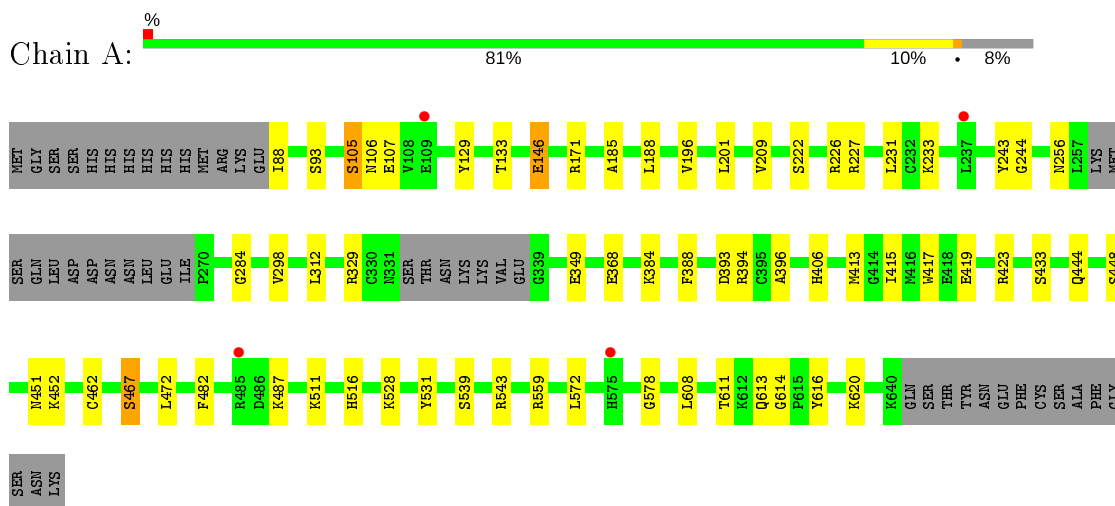 %
Chain A:
81% 10% • 8%
MET GLY SER SER HIS HIS HIS HIS HIS HIS MET ARG LYS GLU I88 S93 S105 N106 E107 V108 E109 Y129 T133 E146 R171 A185 L188 V196 L201 V209 S222 R226 R227 L231 C232 K233 L237 Y243 G244 N256 L257 LYS MET
SER GLN LEU ASP ASP ASN ASN LEU GLU ILE P270 G284 V298 L312 R329 C330 N331 SER THR ASN LYS LYS VAL GLU G339 E349 E368 K384 F388 D393 R394 C395 A396 H406 M413 G414 I415 M416 W417 E418 E419 R423 S433 Q444 S448
N451 K452 C462 S467 L472 F482 R485 D486 K487 K511 H516 K528 Y531 S539 R543 R559 L572 H575 G578 L608 T611 K612 Q613 G614 P615 Y616 K620 K640 GLN SER THR TYR ASN GLU PHE CYS SER ALA PHE GLY
SER ASN LYS